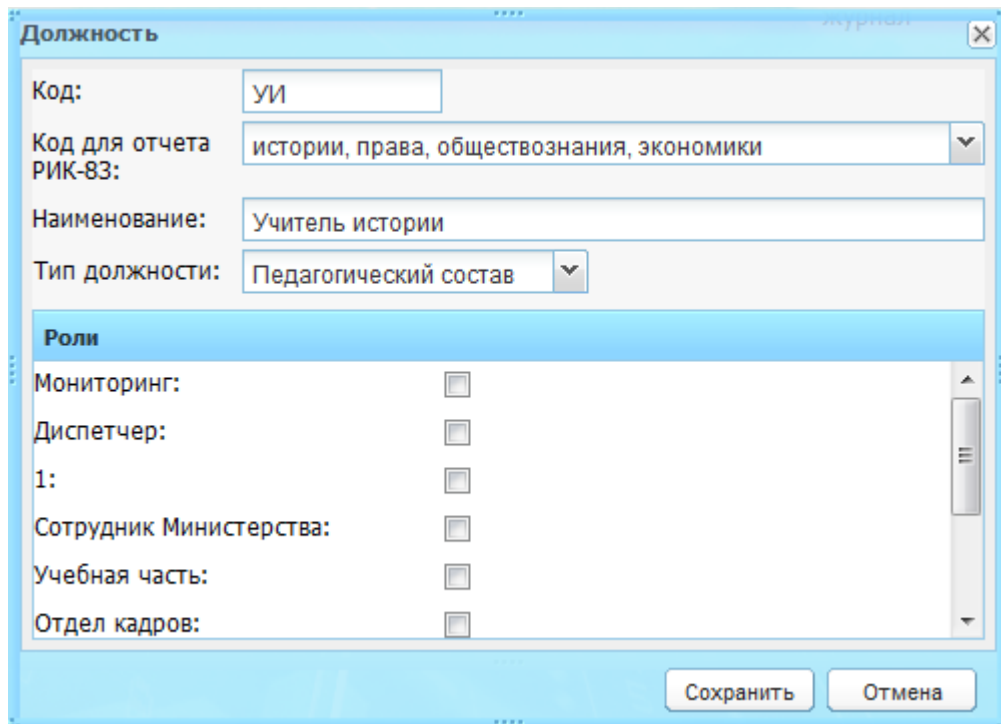 журнал
Должность
Код: УИ
Код для отчета РИК-83: истории, права, обществознания, экономики
Наименование: Учитель истории
Тип должности: Педагогический состав
Роли
Мониторинг:
Диспетчер:
1:
Сотрудник Министерства:
Учебная часть:
Отдел кадров:
Сохранить Отмена